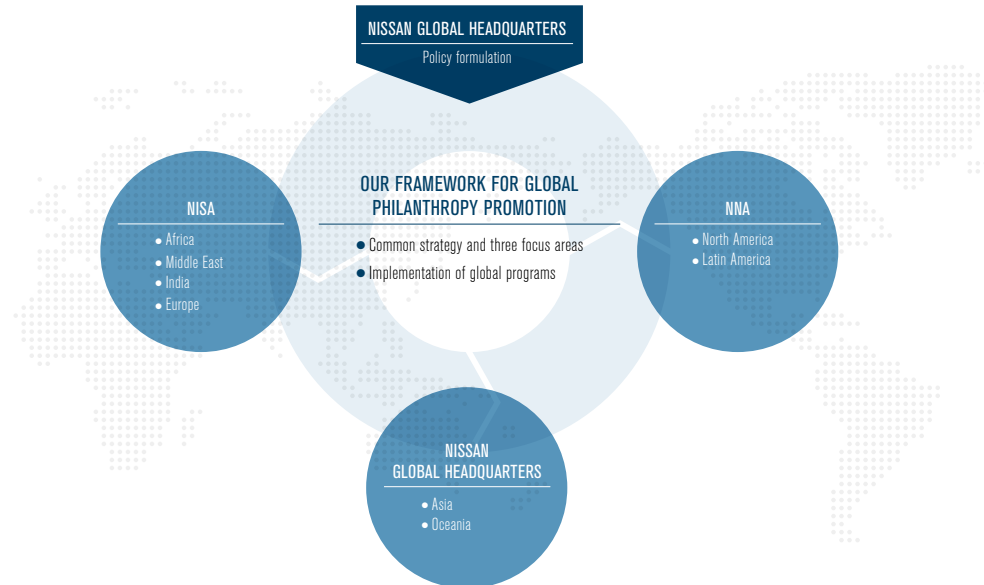 NISSAN GLOBAL HEADQUARTERS
Policy formulation
OUR FRAMEWORK FOR GLOBAL
PHILANTHROPY PROMOTION
● Common strategy and three focus areas
● Implementation of global programs
NISA
● Africa
● Middle East
● India
● Europe
NNA
● North America
● Latin America
NISSAN
GLOBAL HEADQUARTERS
● Asia
● Oceania